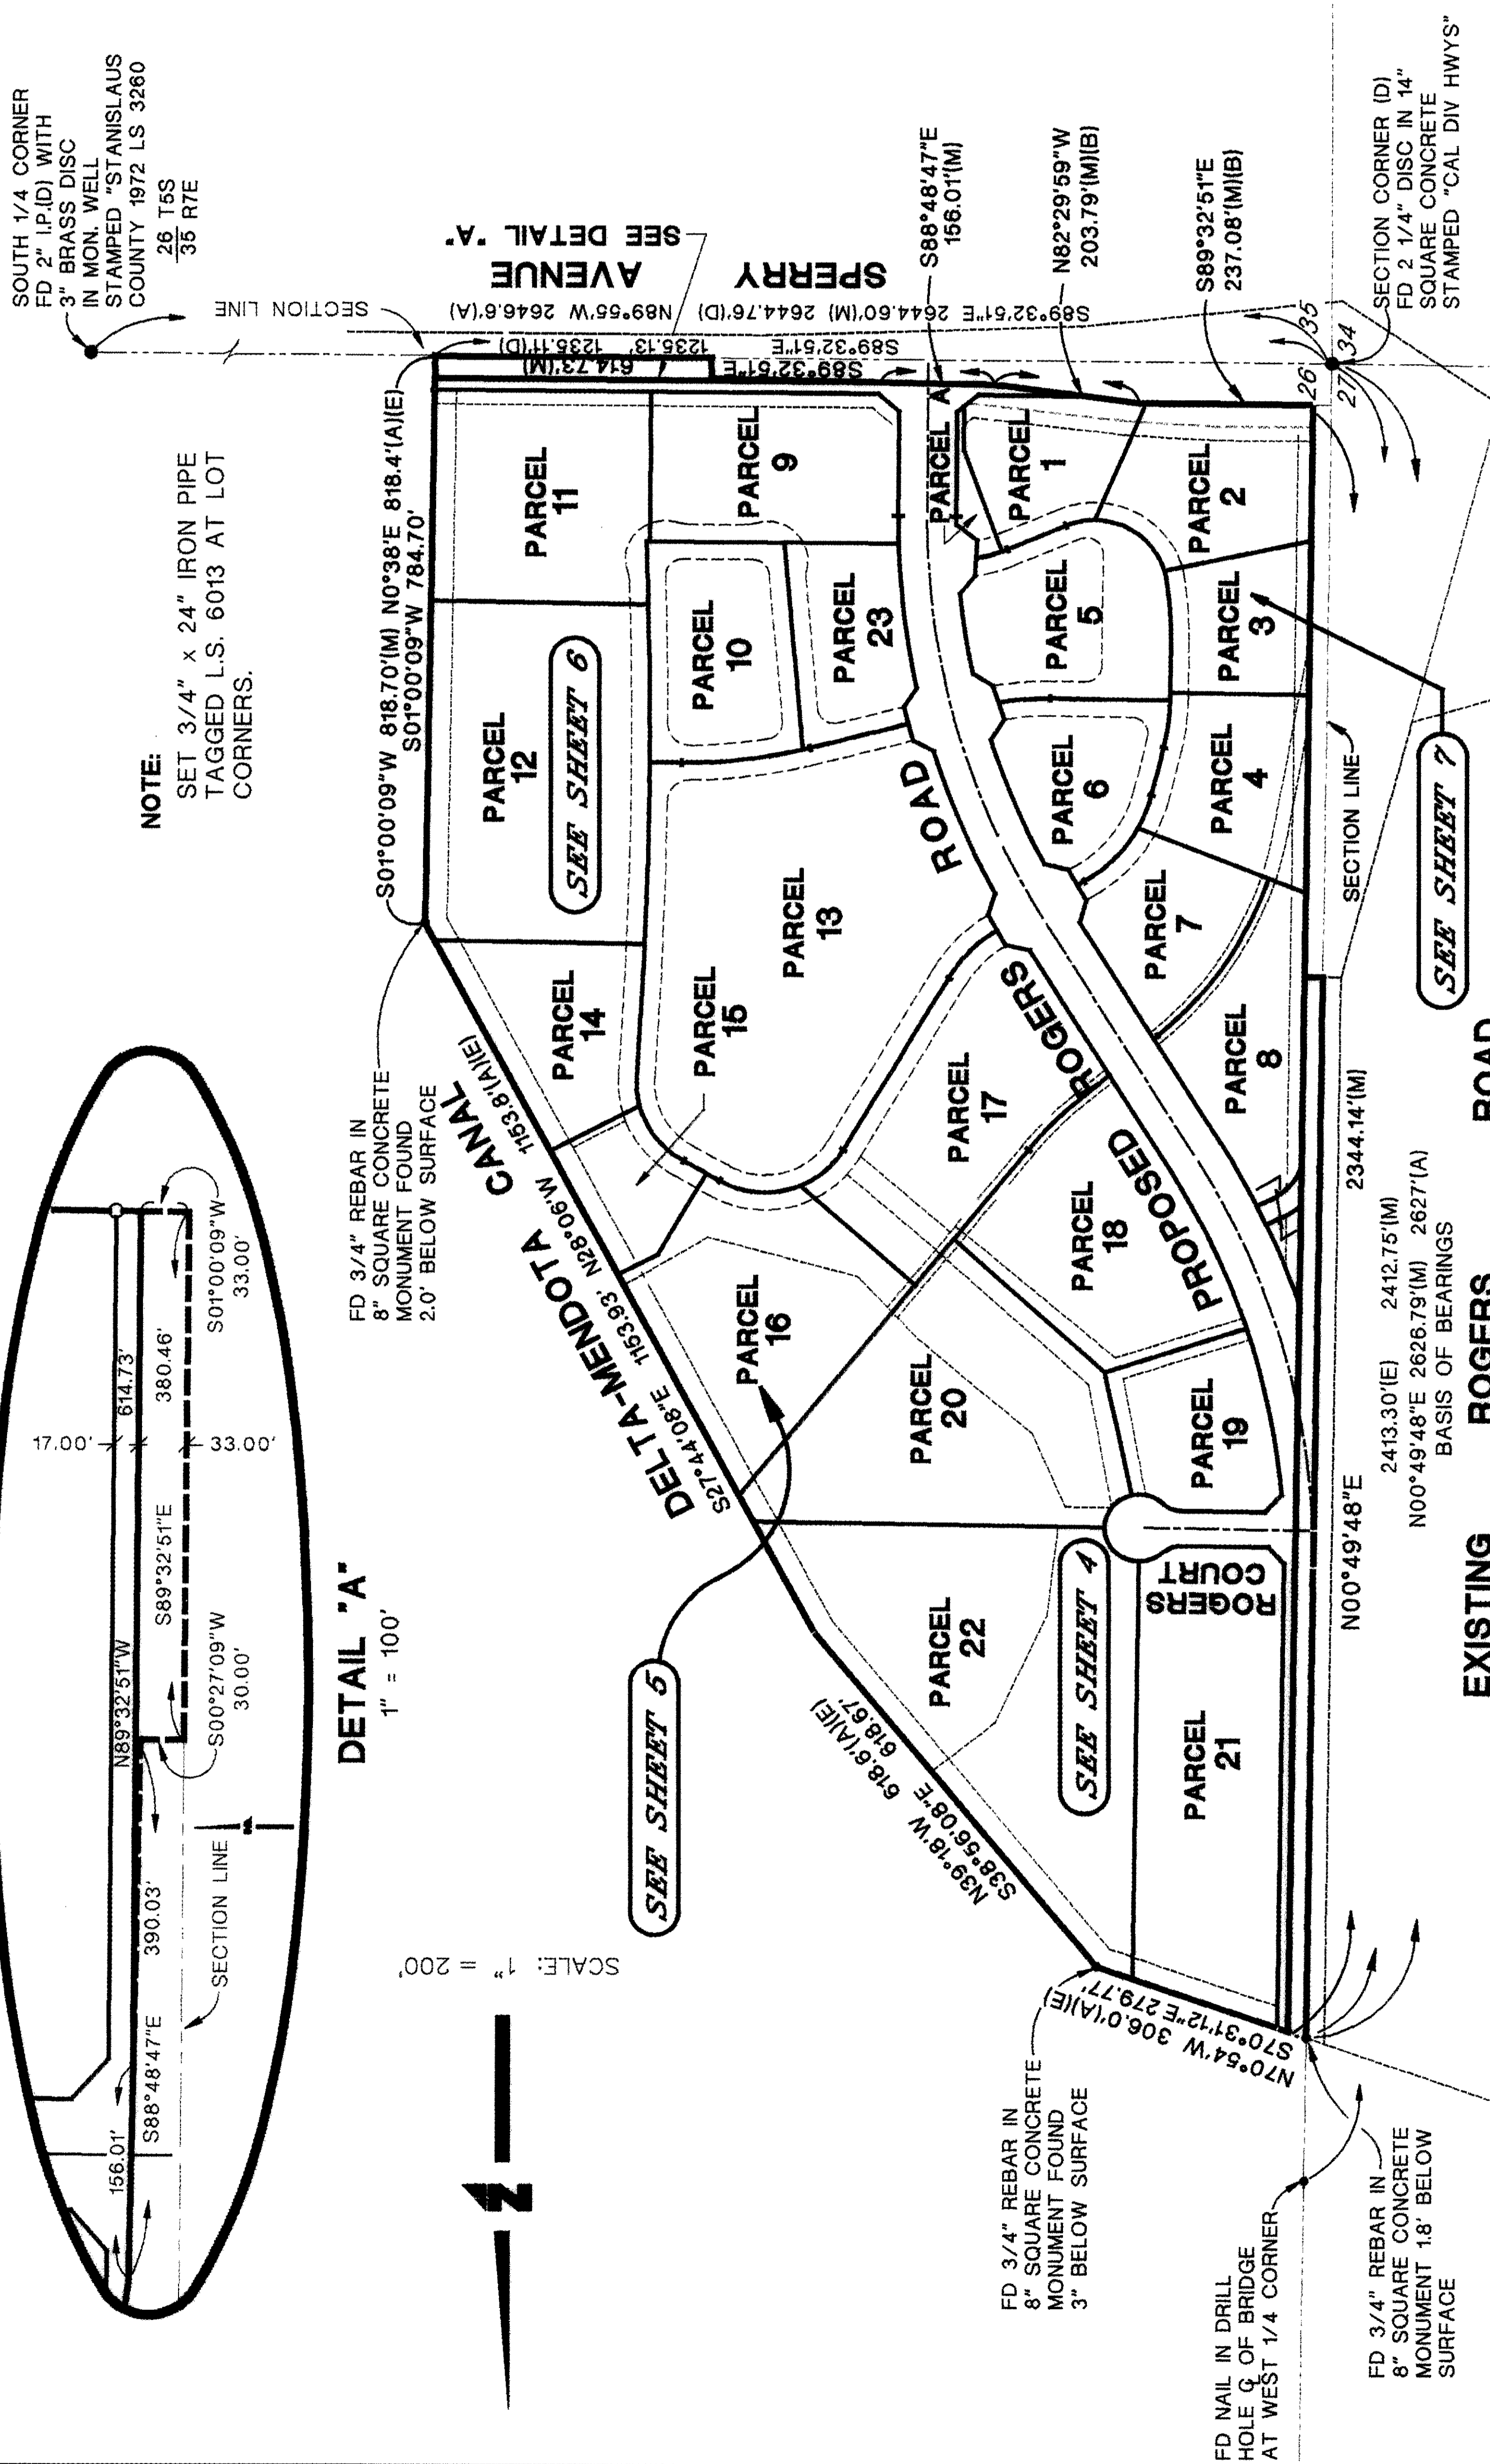 SOUTH 1/4 CORNER
FD 2" I.P.(D) WITH
3" BRASS DISC
IN MON. WELL
STAMPED "STANISLAUS
COUNTY 1972 LS 3260
26 T5S
35 R7E
SECTION LINE
NOTE:
SET 3/4" x 24" IRON PIPE
TAGGED L.S. 6013 AT LOT
CORNERS.
SEE DETAIL "A"
SPERRY AVENUE
N89°55'W 2646.6'(A)
S89°32'51"E 2644.60'(M) 2644.76'(D)
S89°32'51"E 1235.13' 1235.11'(D)
S89°32'51"E 614.73'(M)
S88°48'47"E
156.01'(M)
N82°29'59"W
203.79'(M)(B)
S89°32'51"E
237.08'(M)(B)
26
35
27
34
SECTION CORNER (D)
FD 2 1/4" DISC IN 14"
SQUARE CONCRETE
STAMPED "CAL DIV HWYS"
S01°00'09"W 818.70'(M) N0°38'E 818.4'(A)(E)
S01°00'09"W 784.70'
PARCEL
11
PARCEL
9
PARCEL A
PARCEL
1
PARCEL
2
PARCEL
12
SEE SHEET 6
PARCEL
10
PARCEL
23
PARCEL
5
PARCEL
3
PARCEL
6
PARCEL
4
PARCEL
14
PARCEL
15
PARCEL
13
PARCEL
7
PARCEL
8
PROPOSED ROGERS ROAD
PARCEL
17
PARCEL
18
PARCEL
16
PARCEL
20
PARCEL
19
ROGERS
COURT
PARCEL
22
PARCEL
21
SEE SHEET 4
SEE SHEET 5
SEE SHEET 7
SECTION LINE
FD 3/4" REBAR IN
8" SQUARE CONCRETE
MONUMENT FOUND
2.0' BELOW SURFACE
DELTA-MENDOTA CANAL
S27°44'08"E 1153.93' N28°06'W 1153.8'(A)(E)
N39°18'W 618.6'(A)(E)
S38°56'08"E 618.67'
N70°54'W 306.0'(A)(E)
S70°31'12"E 279.77'
FD 3/4" REBAR IN
8" SQUARE CONCRETE
MONUMENT FOUND
3" BELOW SURFACE
FD NAIL IN DRILL
HOLE ℄ OF BRIDGE
AT WEST 1/4 CORNER
FD 3/4" REBAR IN
8" SQUARE CONCRETE
MONUMENT 1.8' BELOW
SURFACE
N00°49'48"E 2344.14'(M)
2413.30'(E) 2412.75'(M)
N00°49'48"E 2626.79'(M) 2627'(A)
BASIS OF BEARINGS
EXISTING ROGERS ROAD
SCALE: 1" = 200'
DETAIL "A"
1" = 100'
17.00'
614.73'
380.46'
33.00'
N89°32'51"W
S89°32'51"E
S01°00'09"W
33.00'
S00°27'09"W
30.00'
390.03'
SECTION LINE
S88°48'47"E
156.01'